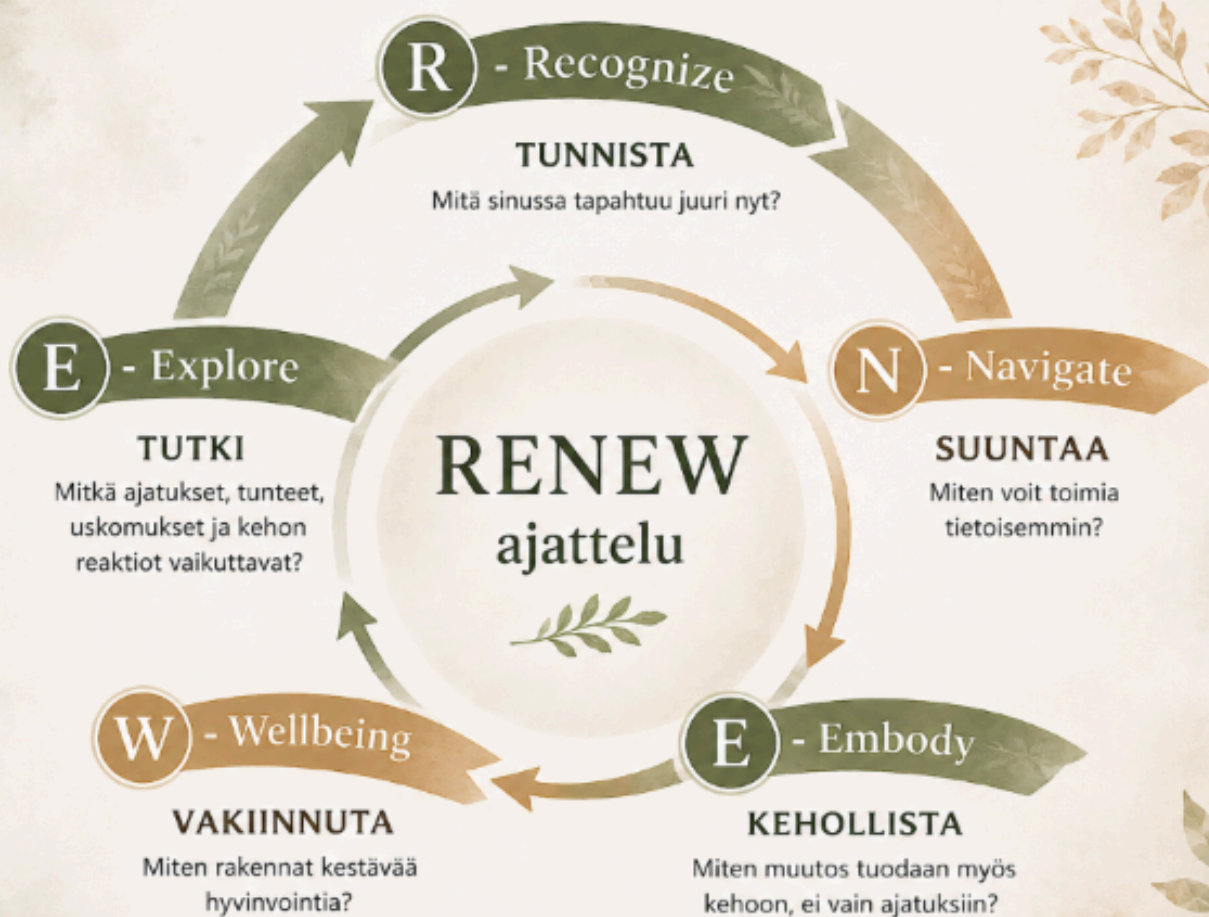 R - Recognize
TUNNISTA
Mitä sinussa tapahtuu juuri nyt?
E - Explore
TUTKI
Mitkä ajatukset, tunteet,
uskomukset ja kehon
reaktiot vaikuttavat?
N - Navigate
SUUNTAA
Miten voit toimia
tietoisemmin?
RENEW
ajattelu
W - Wellbeing
VAKIINNUTA
Miten rakennat kestävää
hyvinvointia?
E - Embody
KEHOLLISTA
Miten muutos tuodaan myös
kehoon, ei vain ajatuksiin?